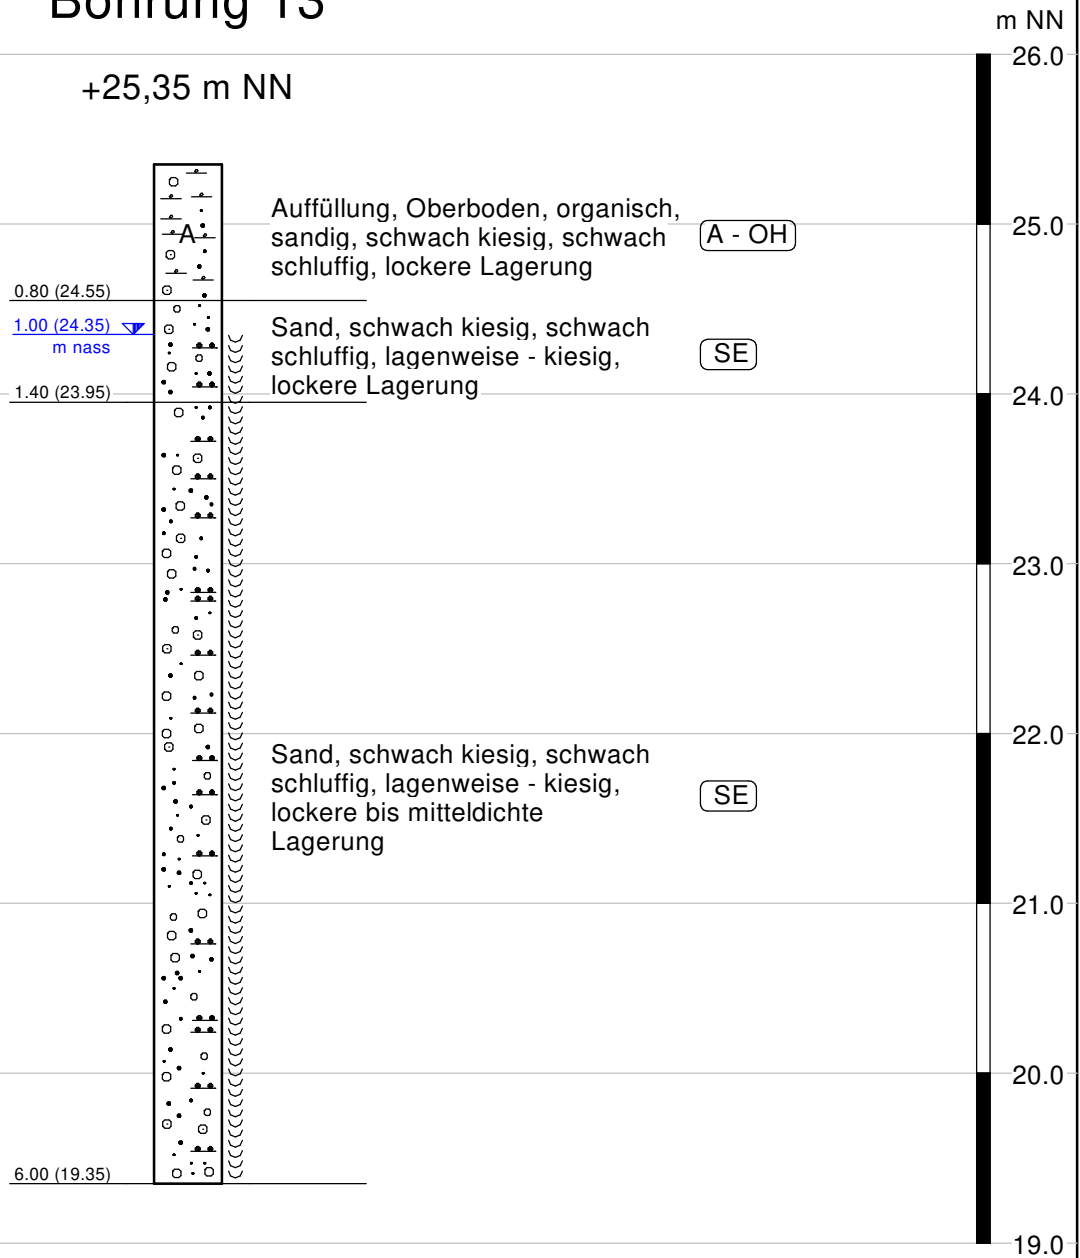 Bohrung 13
m NN
26.0
+25,35 m NN
Auffüllung, Oberboden, organisch,
sandig, schwach kiesig, schwach
schluffig, lockere Lagerung
A - OH
25.0
A
0.80 (24.55)
1.00 (24.35)
m nass
Sand, schwach kiesig, schwach
schluffig, lagenweise - kiesig,
lockere Lagerung
SE
1.40 (23.95)
24.0
23.0
22.0
Sand, schwach kiesig, schwach
schluffig, lagenweise - kiesig,
lockere bis mitteldichte
Lagerung
SE
21.0
20.0
6.00 (19.35)
19.0